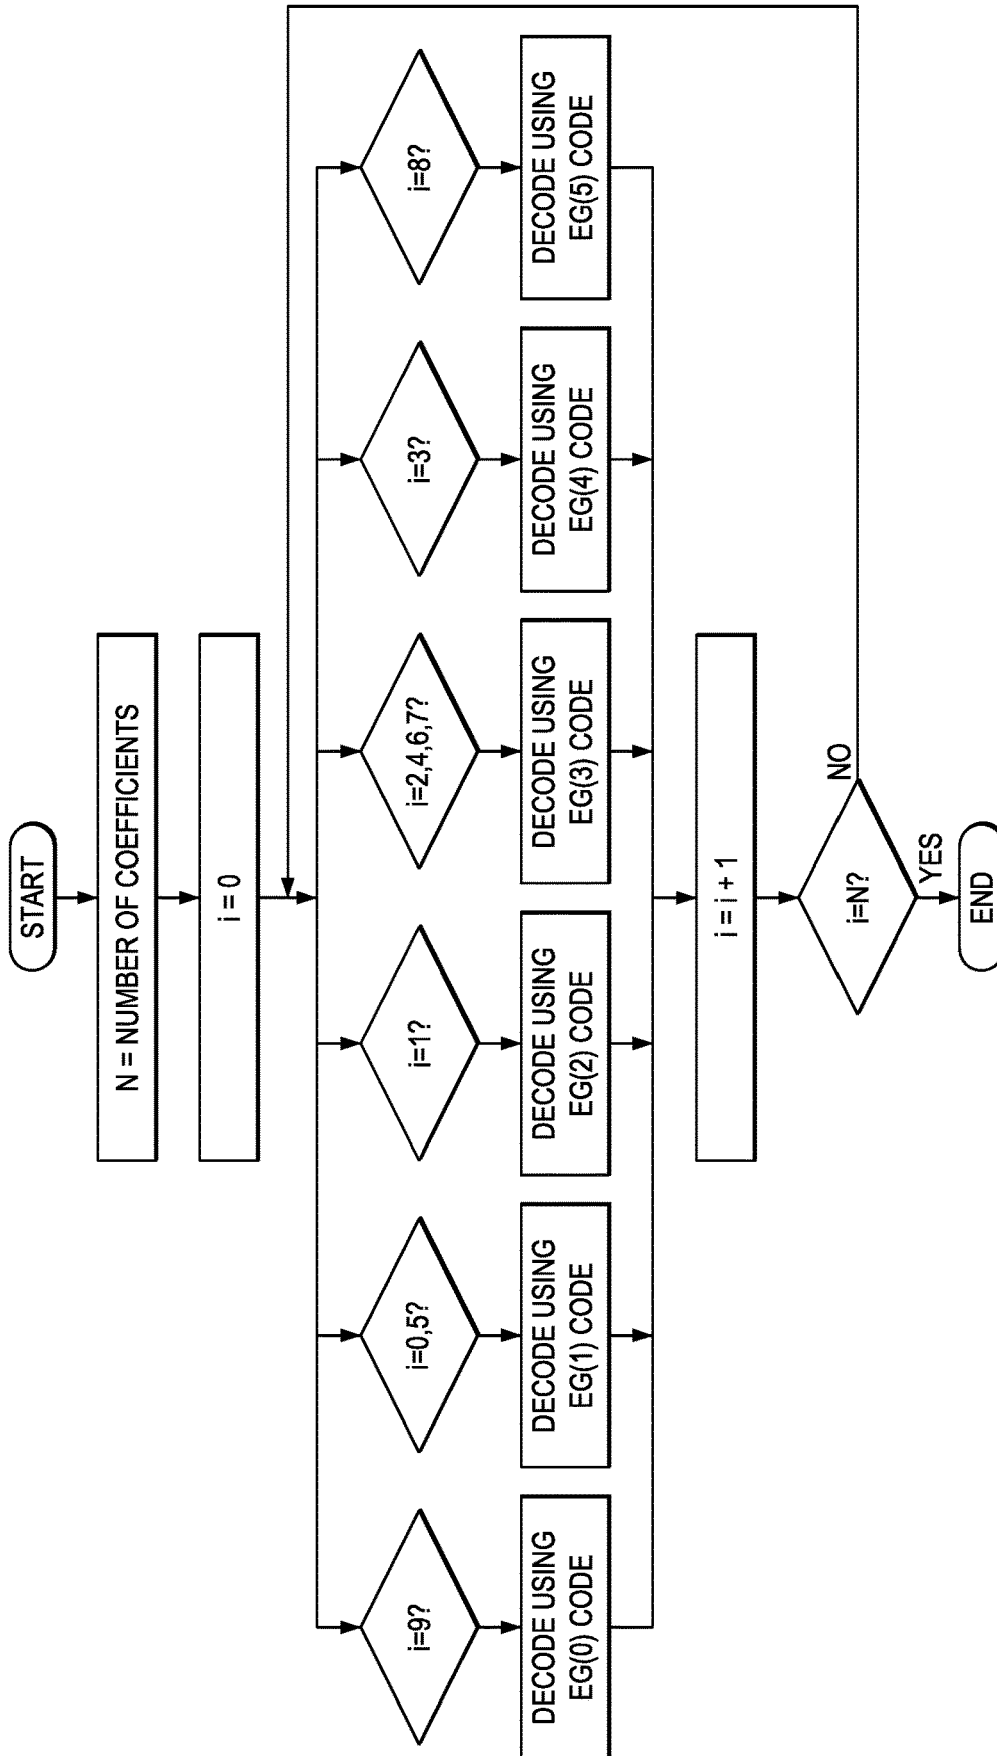 START
N = NUMBER OF COEFFICIENTS
i = 0
i=9?
i=0,5?
i=1?
i=2,4,6,7?
i=3?
i=8?
DECODE USING
EG(0) CODE
DECODE USING
EG(1) CODE
DECODE USING
EG(2) CODE
DECODE USING
EG(3) CODE
DECODE USING
EG(4) CODE
DECODE USING
EG(5) CODE
i = i + 1
i=N?
NO
YES
END